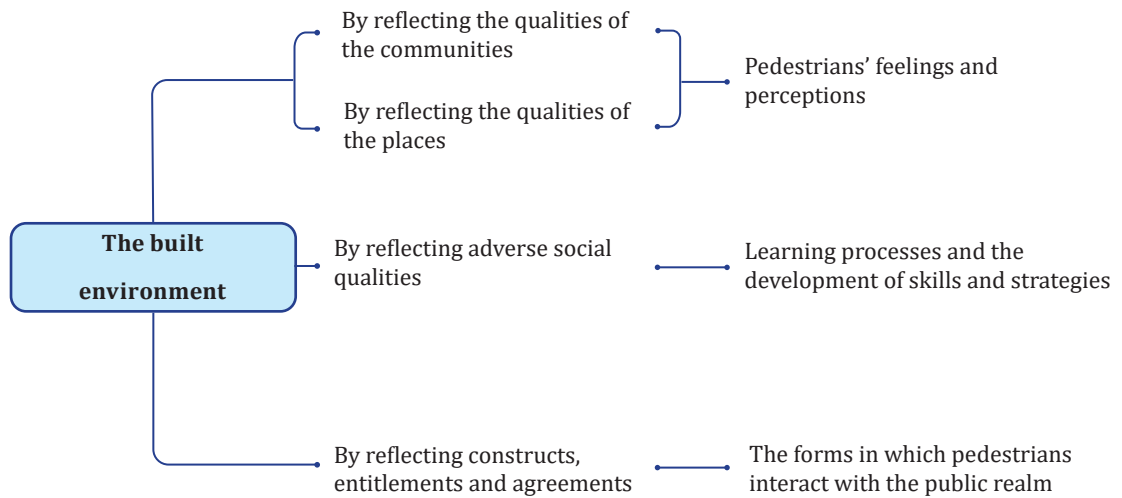 By reflecting the qualities of
the communities
Pedestrians’ feelings and
perceptions
By reflecting the qualities of
the places
The built
environment
By reflecting adverse social
qualities
Learning processes and the
development of skills and strategies
By reflecting constructs,
entitlements and agreements
The forms in which pedestrians
interact with the public realm